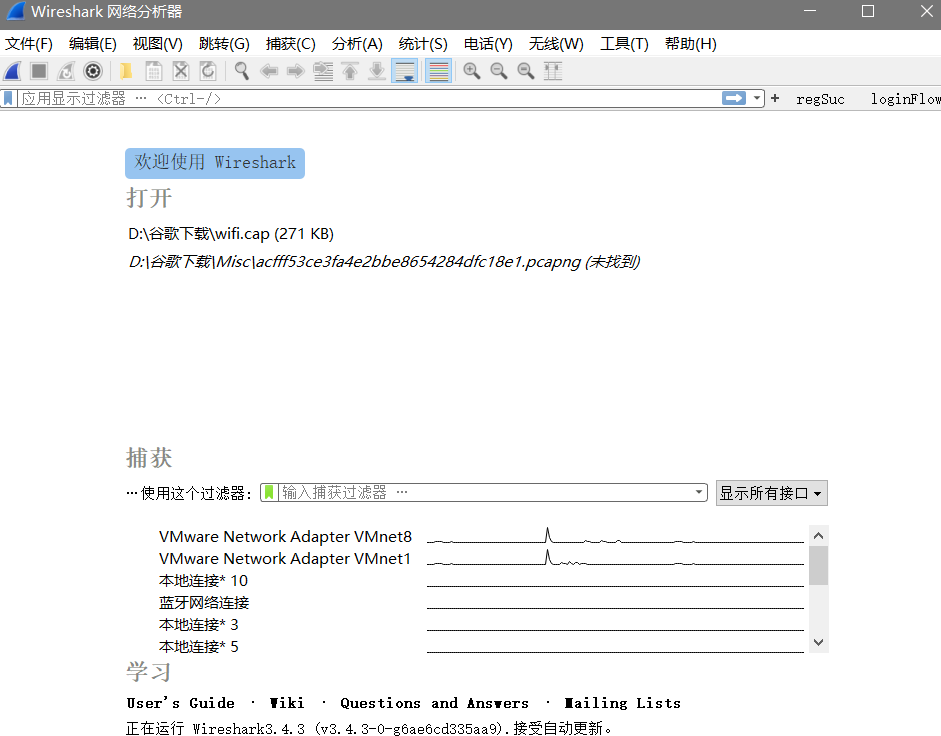 Wireshark 网络分析器
文件(F) 编辑(E) 视图(V) 跳转(G) 捕获(C) 分析(A) 统计(S) 电话(Y) 无线(W) 工具(T) 帮助(H)
应用显示过滤器 … <Ctrl-/> + regSuc loginFlow
欢迎使用 Wireshark
打开
D:\谷歌下载\wifi.cap (271 KB)
D:\谷歌下载\Misc\acfff53ce3fa4e2bbe8654284dfc18e1.pcapng (未找到)
捕获
…使用这个过滤器: 输入捕获过滤器 … 显示所有接口
VMware Network Adapter VMnet8
VMware Network Adapter VMnet1
本地连接* 10
蓝牙网络连接
本地连接* 3
本地连接* 5
学习
User's Guide · Wiki · Questions and Answers · Mailing Lists
正在运行 Wireshark3.4.3 (v3.4.3-0-g6ae6cd335aa9).接受自动更新。